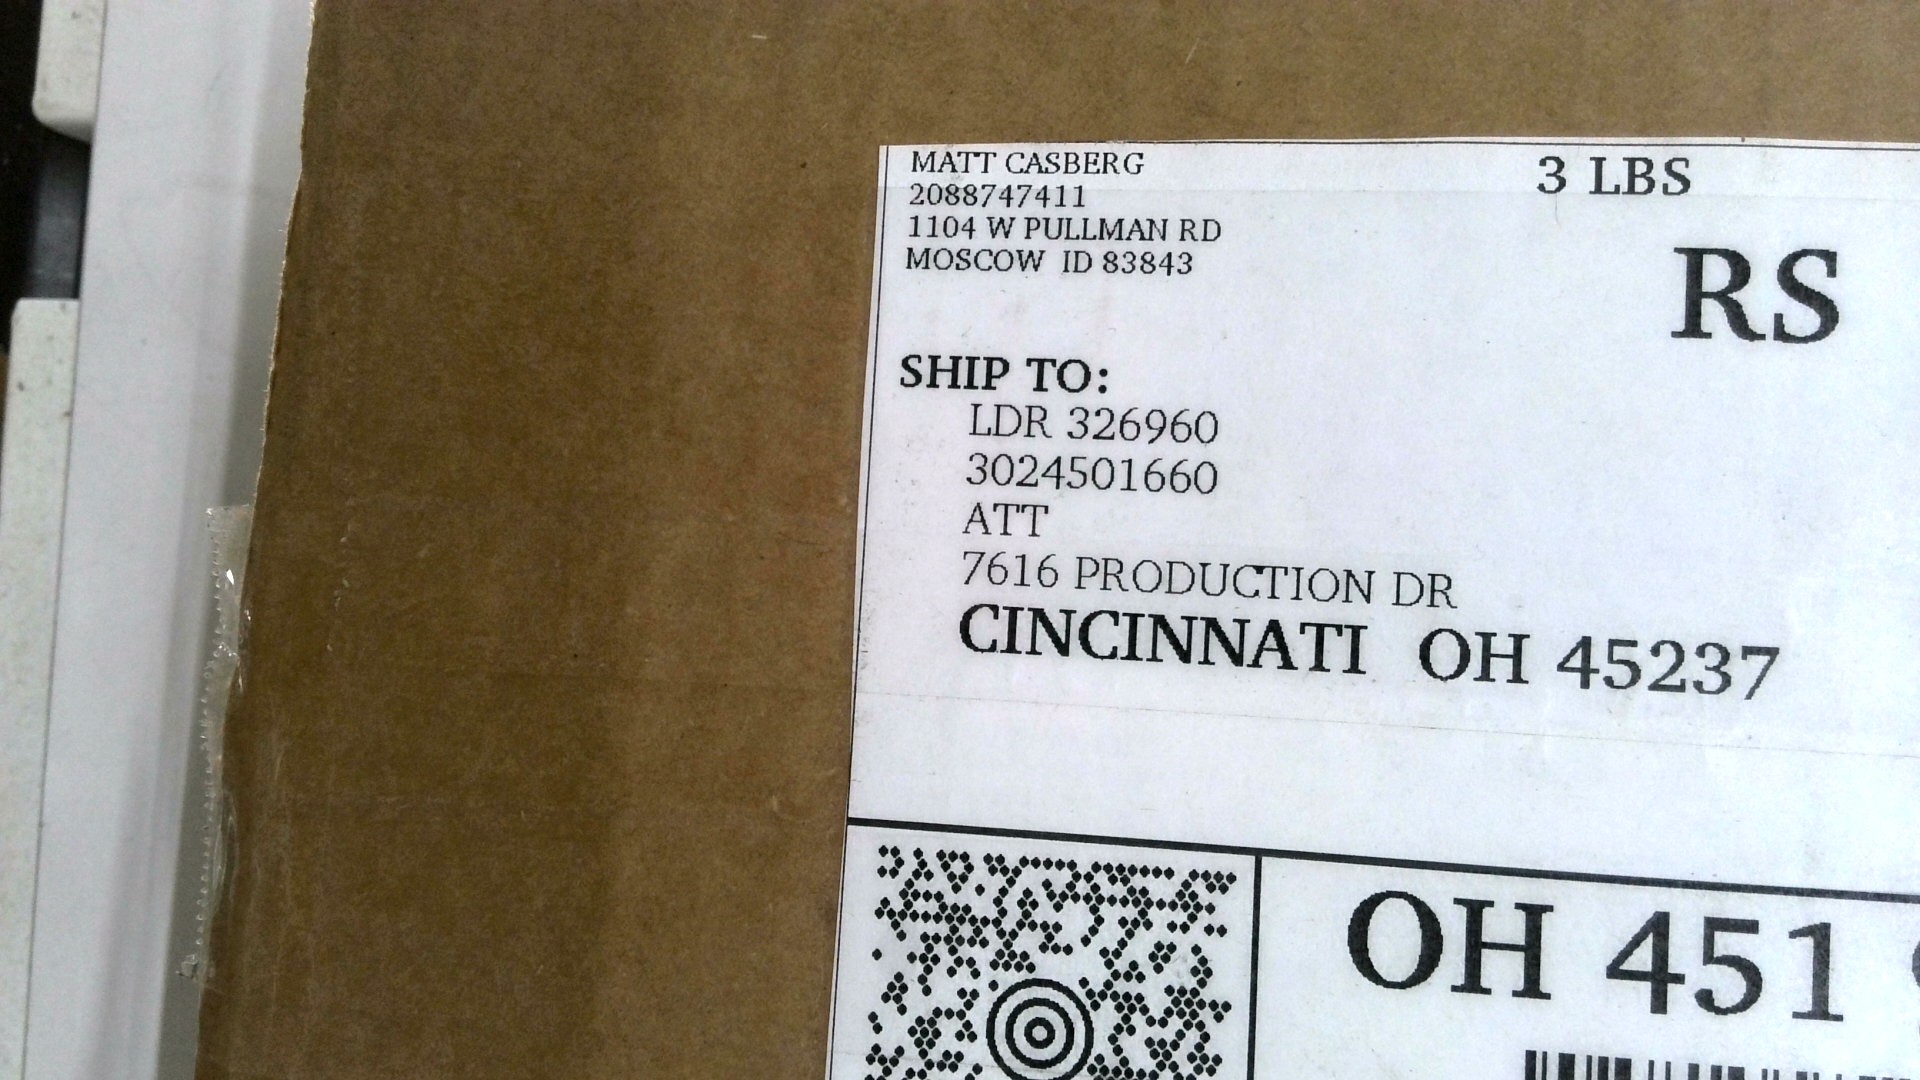 MATT CASBERG
3 LBS
2088747411
1104 W PULLMAN RD
MOSCOW ID 83843
RS
SHIP TO:
LDR 326960
3024501660
ATT
7616 PRODUCTION DR
CINCINNATI OH 45237
OH 451